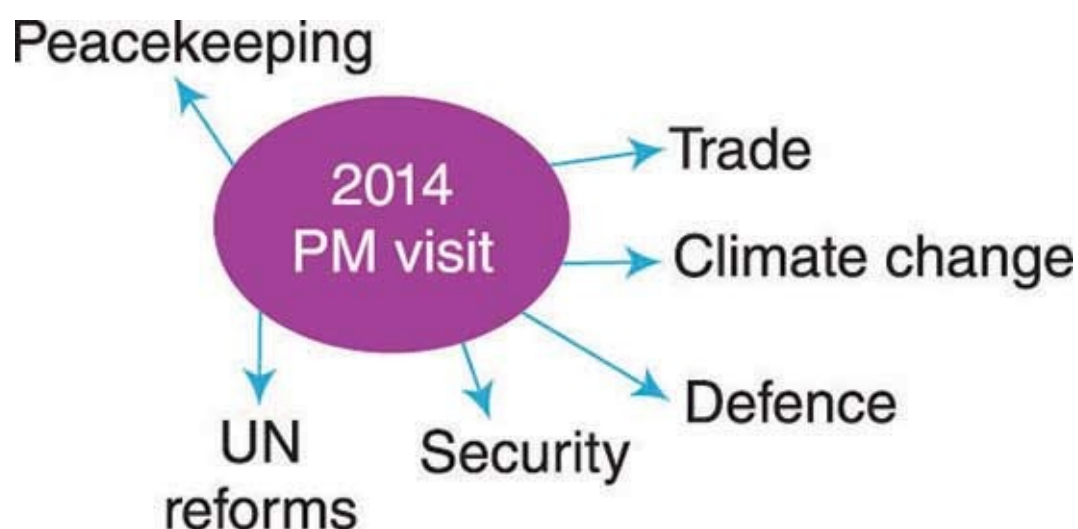 Peacekeeping
2014
PM visit
Trade
Climate change
Defence
Security
UN
reforms